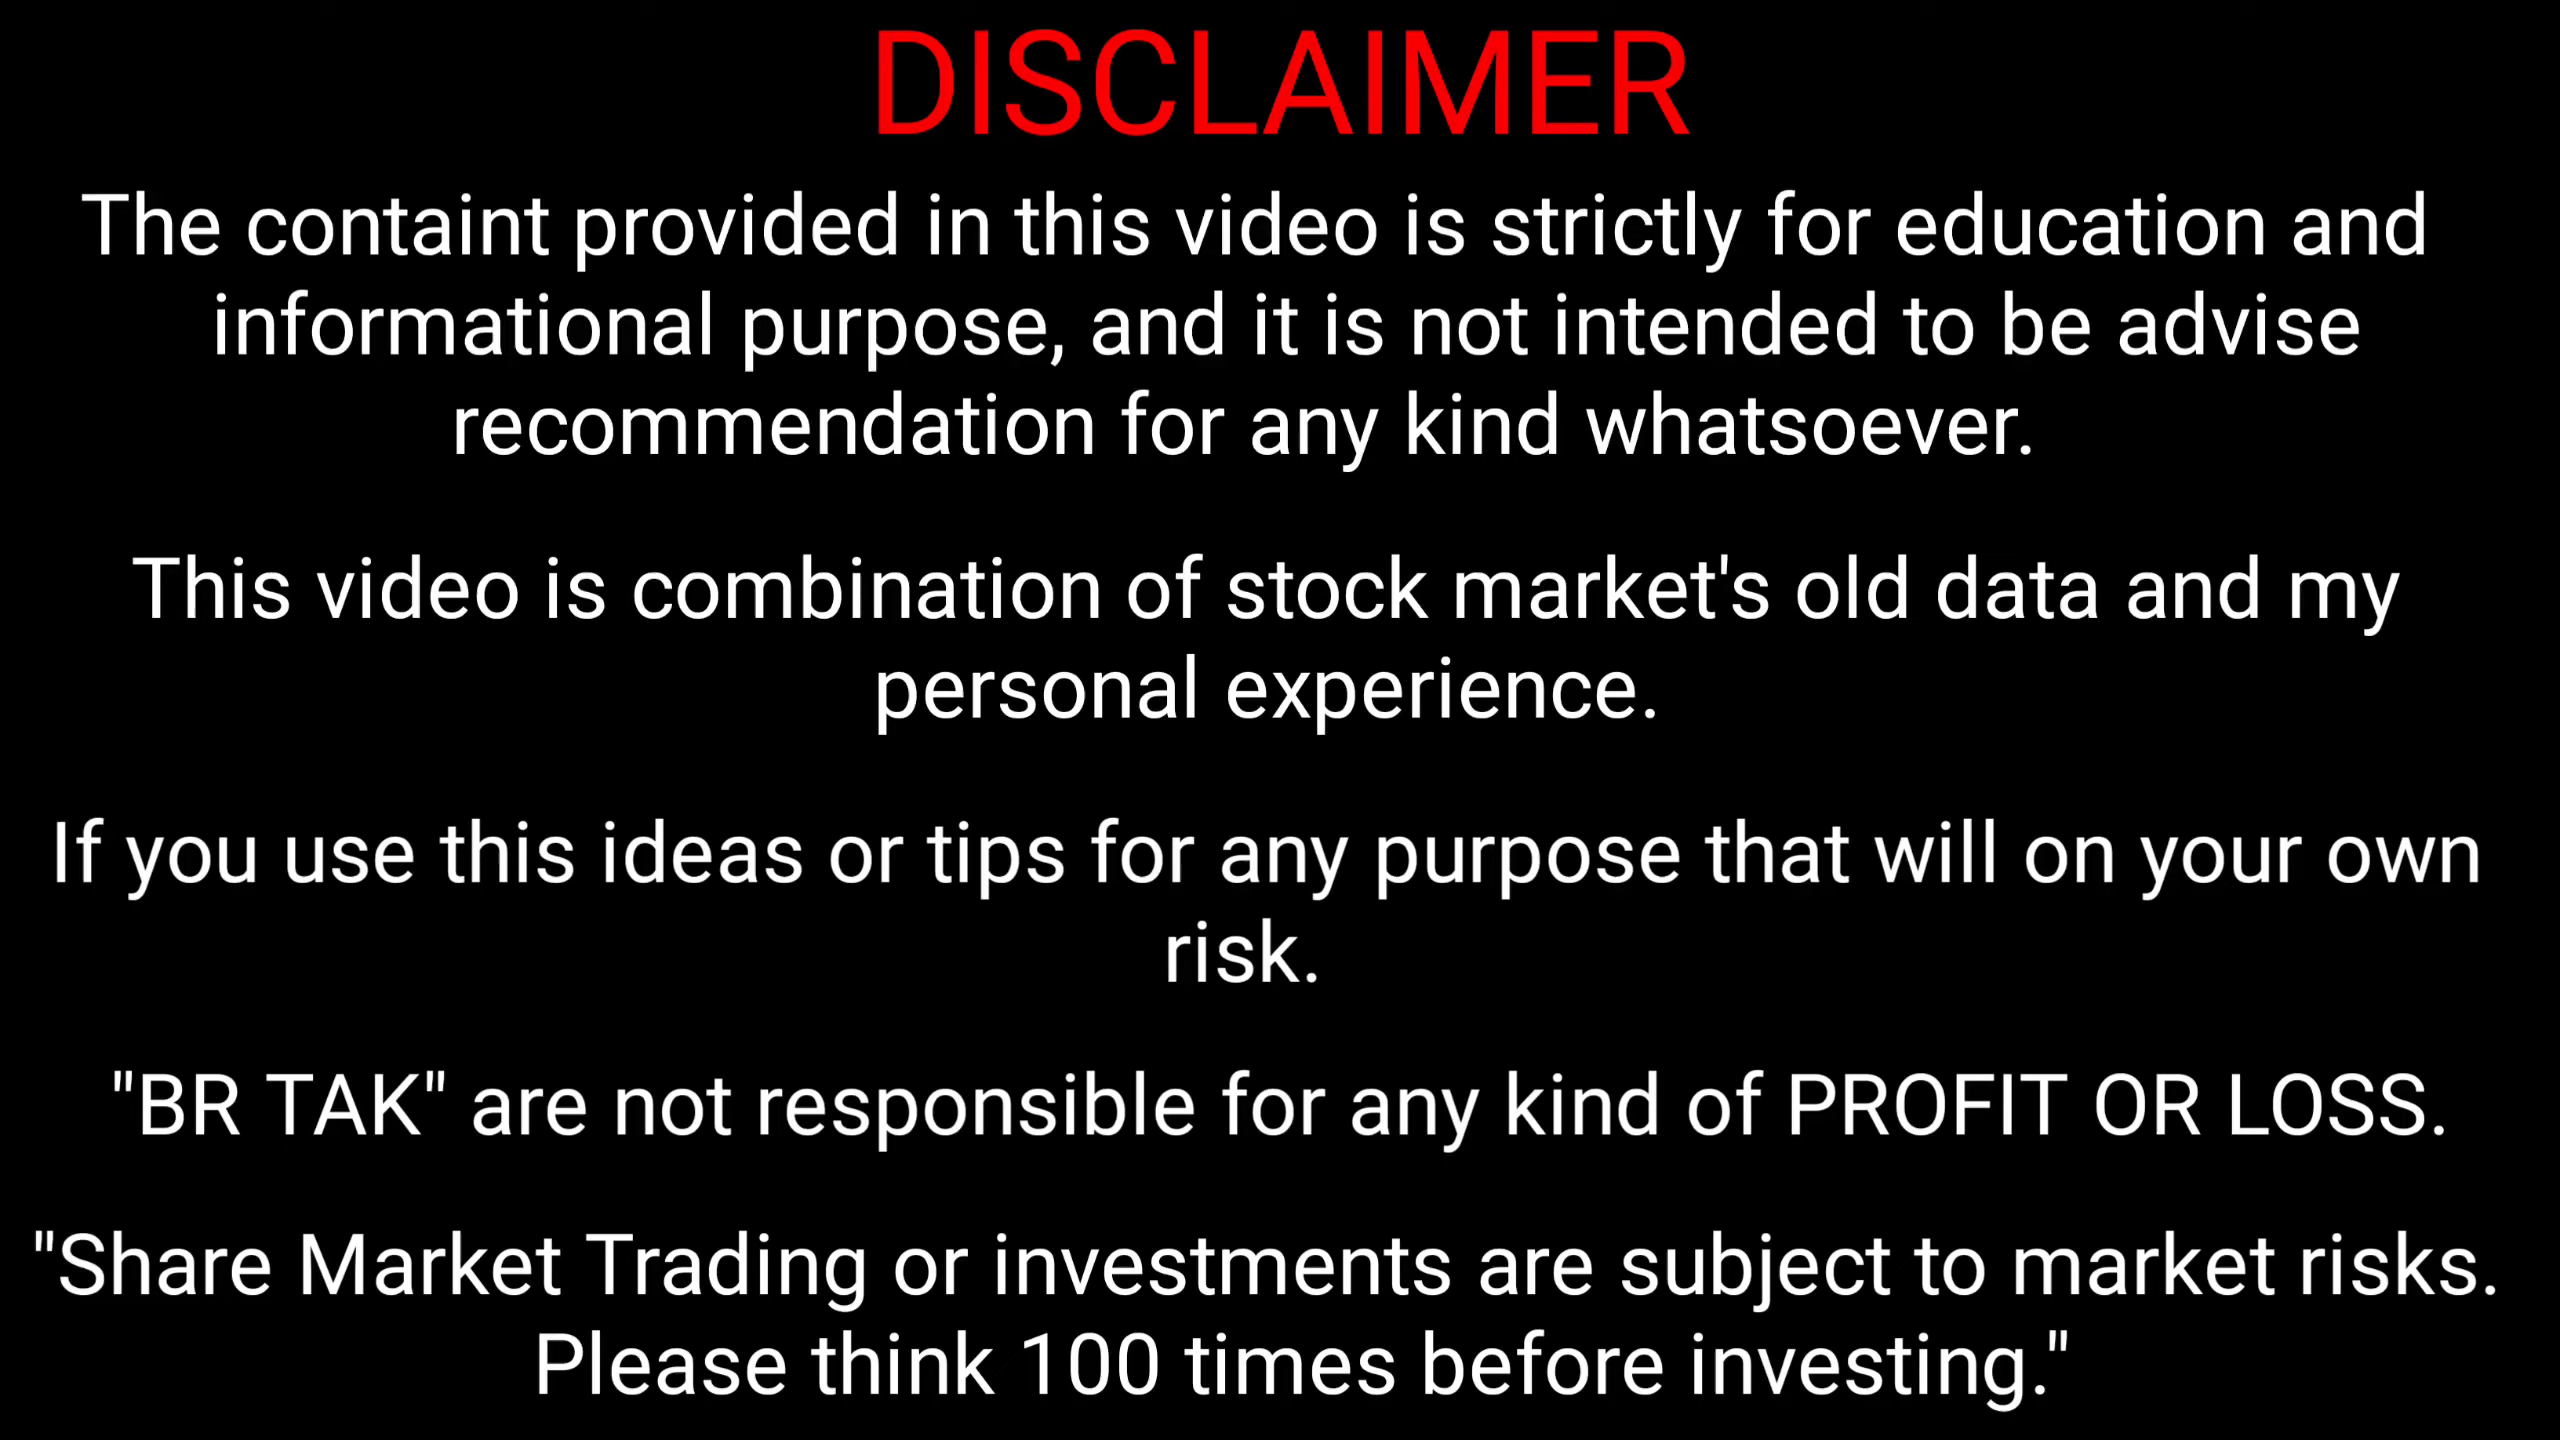 DISCLAIMER
The containt provided in this video is strictly for education and
informational purpose, and it is not intended to be advise
recommendation for any kind whatsoever.
This video is combination of stock market's old data and my
personal experience.
If you use this ideas or tips for any purpose that will on your own
risk.
"BR TAK" are not responsible for any kind of PROFIT OR LOSS.
"Share Market Trading or investments are subject to market risks.
Please think 100 times before investing."